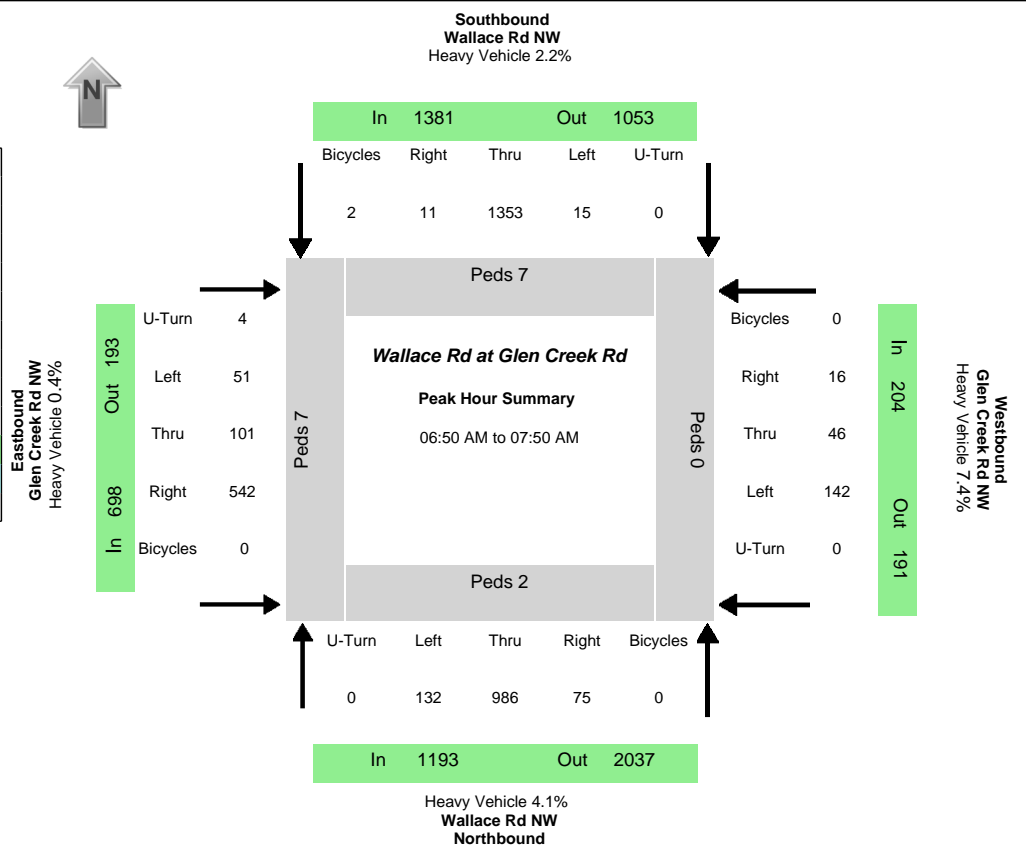 Southbound
Wallace Rd NW
Heavy Vehicle 2.2%
N
In 1381 Out 1053
Bicycles Right Thru Left U-Turn
2 11 1353 15 0
Peds 7
Eastbound
Glen Creek Rd NW
Heavy Vehicle 0.4%
In 698 Out 193
U-Turn 4
Left 51
Thru 101
Right 542
Bicycles 0
Peds 7
Wallace Rd at Glen Creek Rd
Peak Hour Summary
06:50 AM to 07:50 AM
Peds 0
Bicycles 0
Right 16
Thru 46
Left 142
U-Turn 0
In 204 Out 191
Westbound
Glen Creek Rd NW
Heavy Vehicle 7.4%
Peds 2
U-Turn Left Thru Right Bicycles
0 132 986 75 0
In 1193 Out 2037
Heavy Vehicle 4.1%
Wallace Rd NW
Northbound